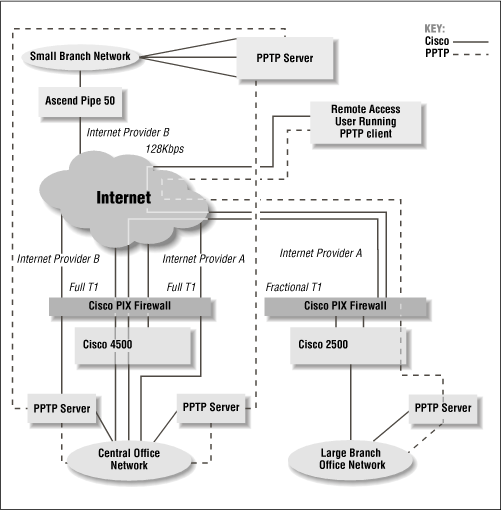 KEY:
Cisco
PPTP
Small Branch Network
PPTP Server
Ascend Pipe 50
Remote Access
User Running
PPTP client
Internet Provider B
128Kbps
Internet
Internet Provider B
Internet Provider A
Internet Provider A
Full T1
Full T1
Fractional T1
Cisco PIX Firewall
Cisco PIX Firewall
Cisco 4500
Cisco 2500
PPTP Server
PPTP Server
PPTP Server
Central Office
Network
Large Branch
Office Network